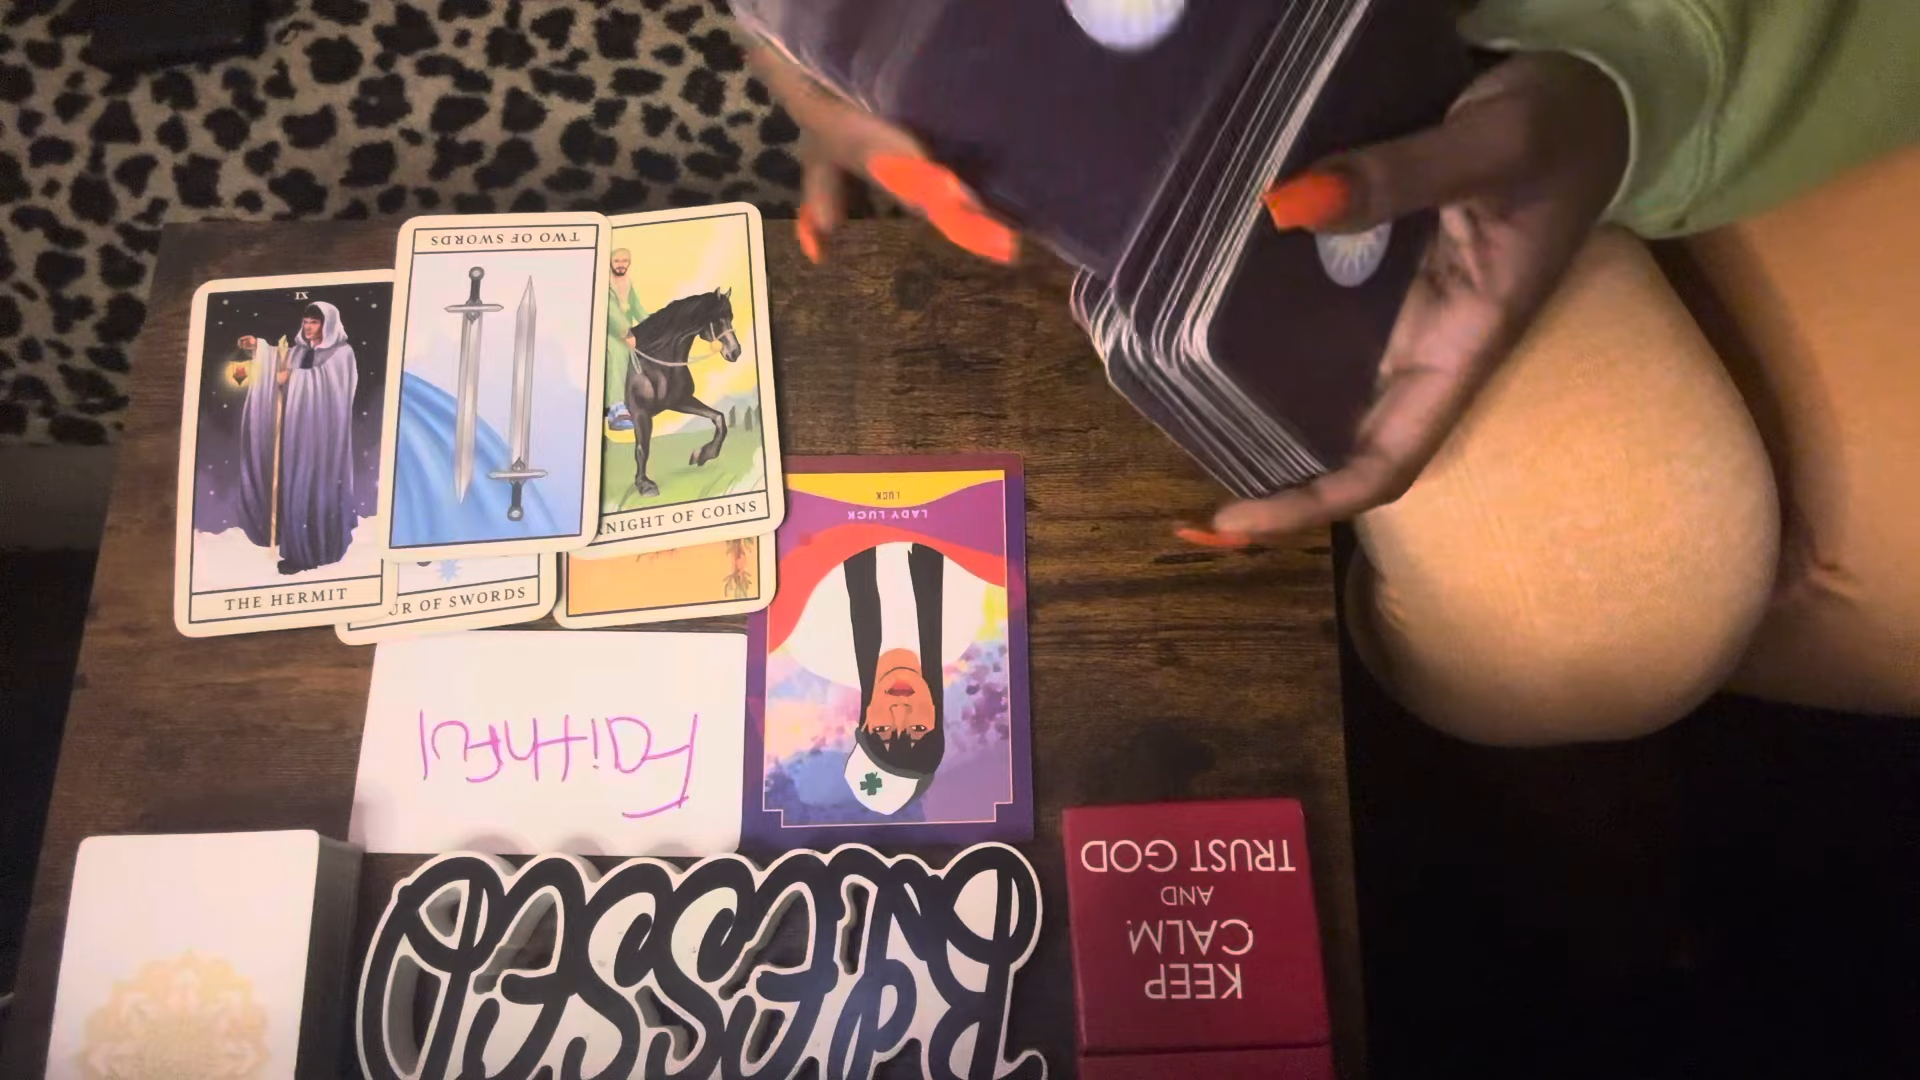 IX
THE HERMIT
TWO OF SWORDS
NIGHT OF COINS
UR OF SWORDS
LADY LUCK
LUCK
Faithful
BLESSED
KEEP
CALM
AND
TRUST GOD